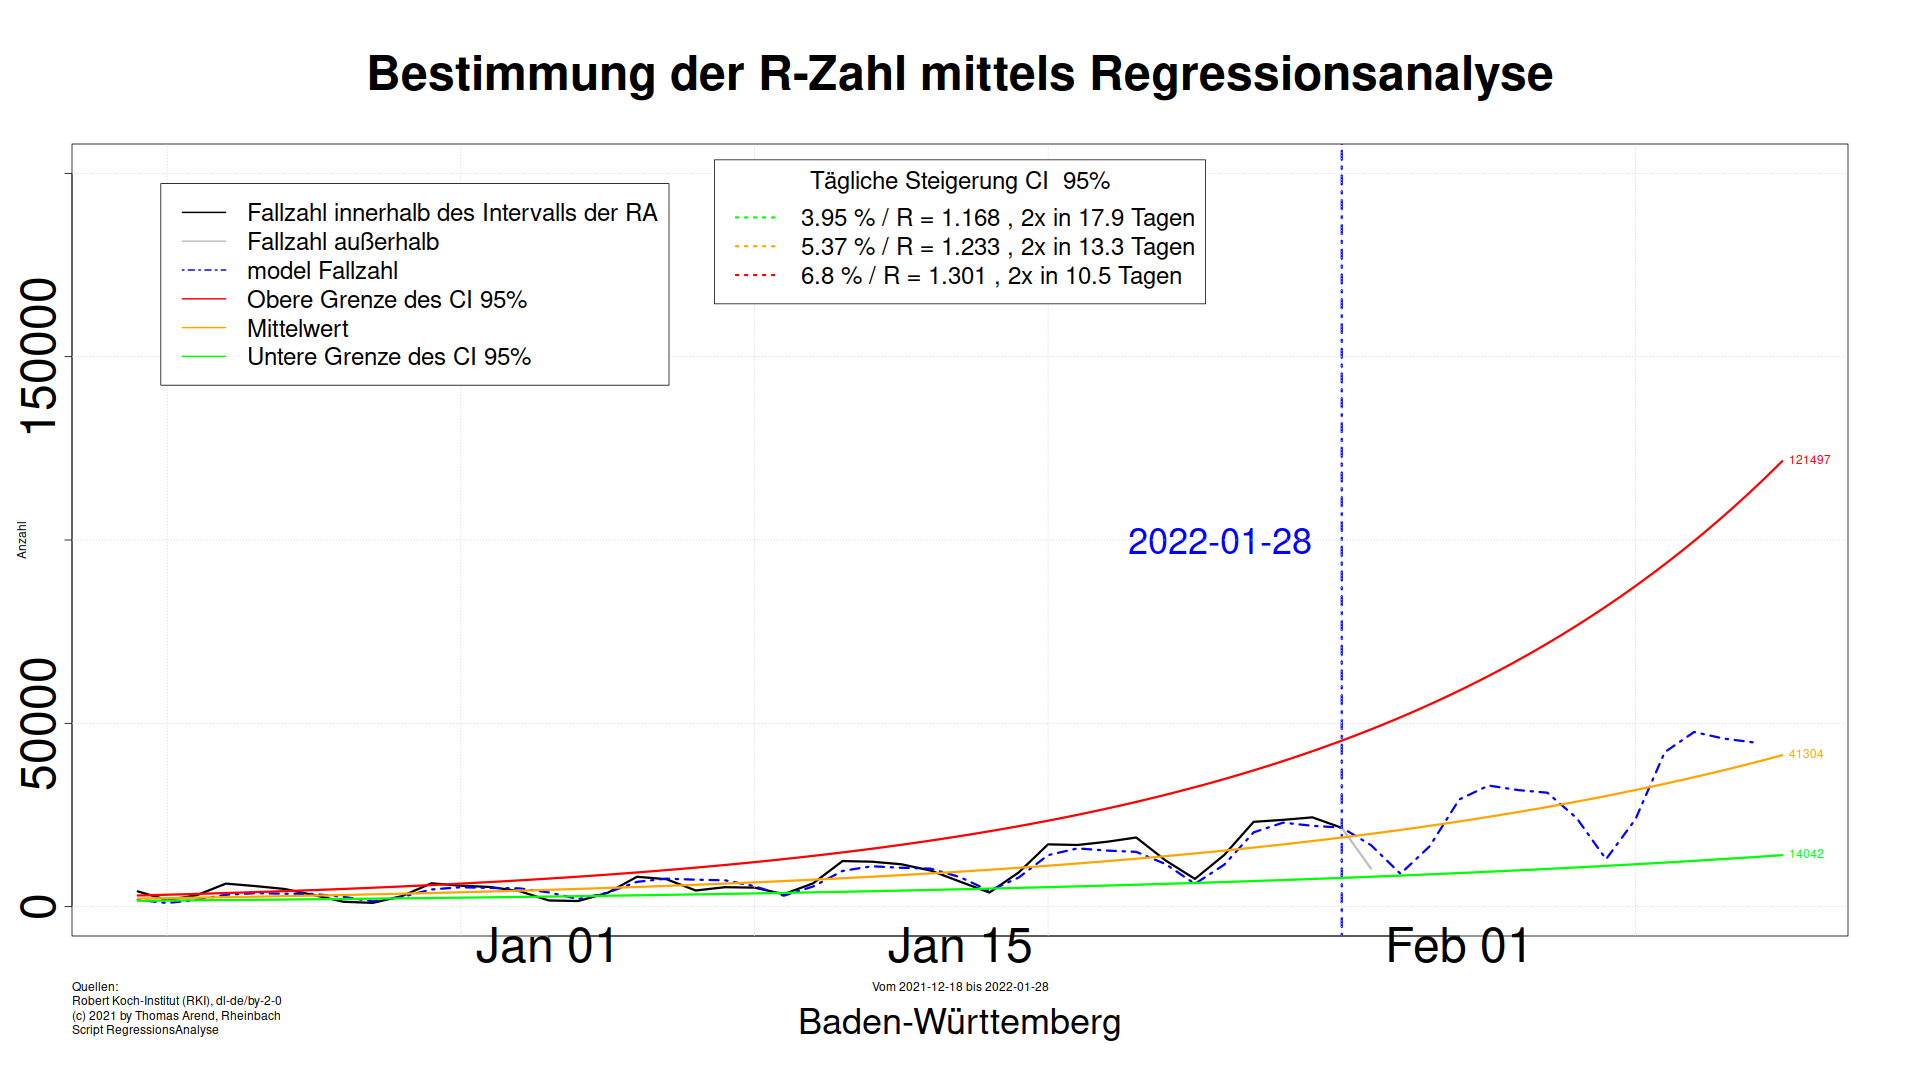 Bestimmung der R-Zahl mittels Regressionsanalyse
Fallzahl innerhalb des Intervalls der RA
Fallzahl außerhalb
model Fallzahl
Obere Grenze des CI 95%
Mittelwert
Untere Grenze des CI 95%
Tägliche Steigerung CI  95%
3.95 % / R = 1.168 , 2x in 17.9 Tagen
5.37 % / R = 1.233 , 2x in 13.3 Tagen
6.8 % / R = 1.301 , 2x in 10.5 Tagen
150000
50000
0
Anzahl
2022-01-28
121497
41304
14042
Jan 01
Jan 15
Feb 01
Quellen:
Robert Koch-Institut (RKI), dl-de/by-2-0
(c) 2021 by Thomas Arend, Rheinbach
Script RegressionsAnalyse
Vom 2021-12-18 bis 2022-01-28
Baden-Württemberg